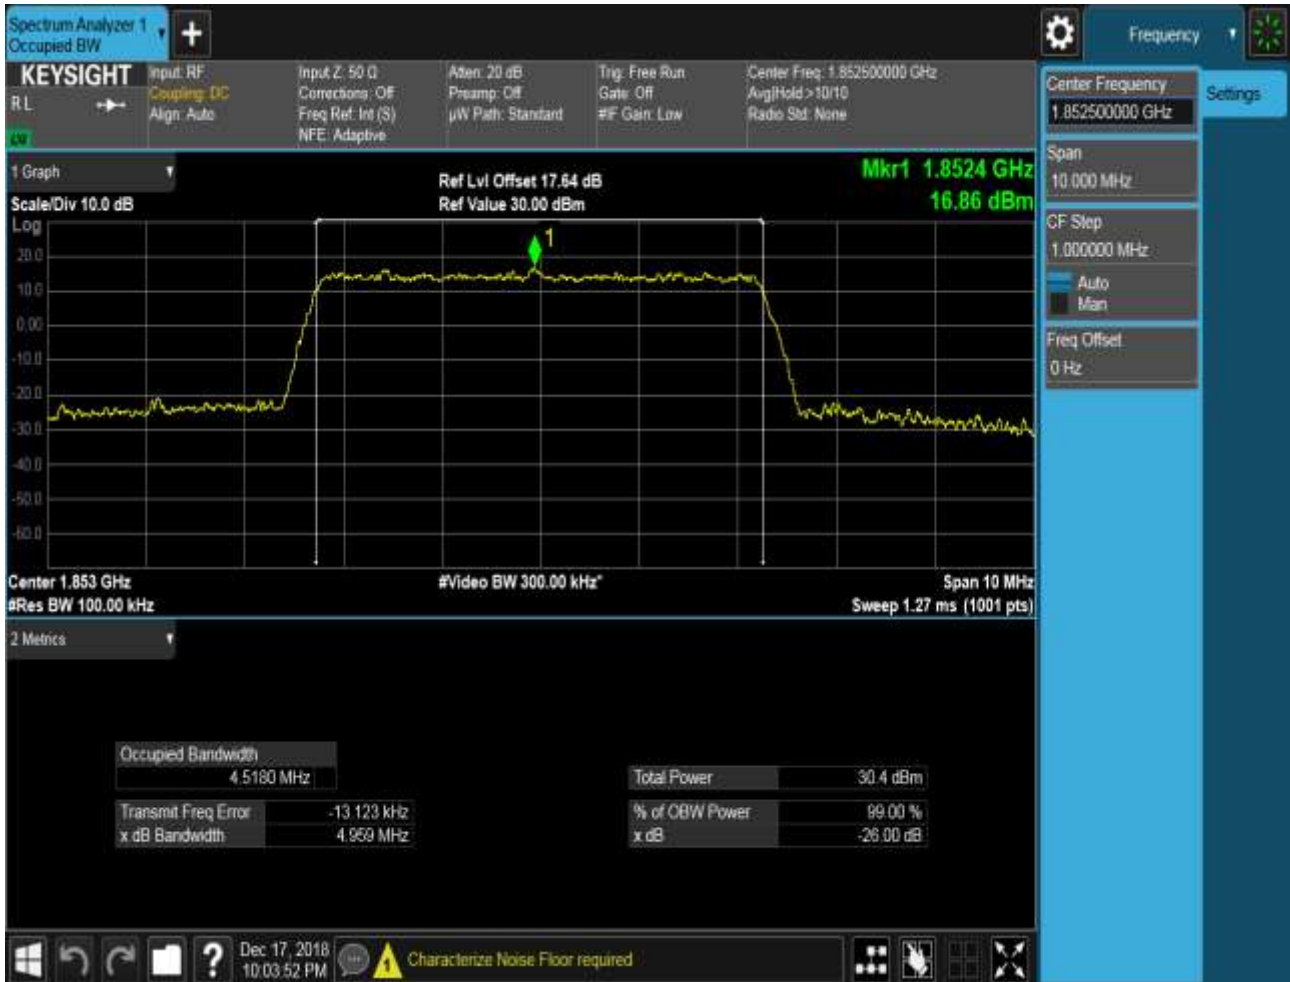 Spectrum Analyzer 1
Occupied BW
Frequency
KEYSIGHT
RL
Input: RF
Coupling: DC
Align: Auto
Input Z: 50 Ω
Corrections: Off
Freq Ref: Int (S)
NFE: Adaptive
Atten: 20 dB
Preamp: Off
µW Path: Standard
Trig: Free Run
Gate: Off
#IF Gain: Low
Center Freq: 1.852500000 GHz
Avg|Hold:>10/10
Radio Std: None
Center Frequency
1.852500000 GHz
Settings
Span
10.000 MHz
CF Step
1.000000 MHz
Auto
Man
Freq Offset
0 Hz
1 Graph
Scale/Div 10.0 dB
Ref Lvl Offset 17.64 dB
Ref Value 30.00 dBm
Mkr1 1.8524 GHz
16.86 dBm
Log
1
20.0
10.0
0.00
-10.0
-20.0
-30.0
-40.0
-50.0
-60.0
Center 1.853 GHz
#Video BW 300.00 kHz*
Span 10 MHz
#Res BW 100.00 kHz
Sweep 1.27 ms (1001 pts)
2 Metrics
Occupied Bandwidth
4.5180 MHz
Total Power 30.4 dBm
Transmit Freq Error -13.123 kHz
% of OBW Power 99.00 %
x dB Bandwidth 4.959 MHz
x dB -26.00 dB
Dec 17, 2018
10:03:52 PM
Characterize Noise Floor required